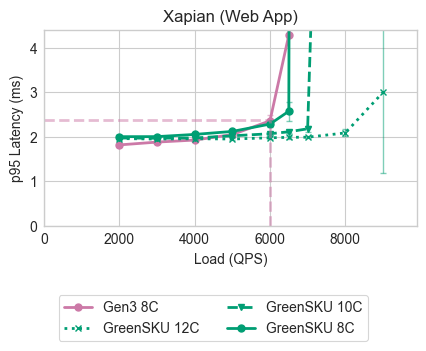 Xapian (Web App)
p95 Latency (ms)
4
3
2
1
0
0 2000 4000 6000 8000
Load (QPS)
Gen3 8C GreenSKU 10C
GreenSKU 12C GreenSKU 8C